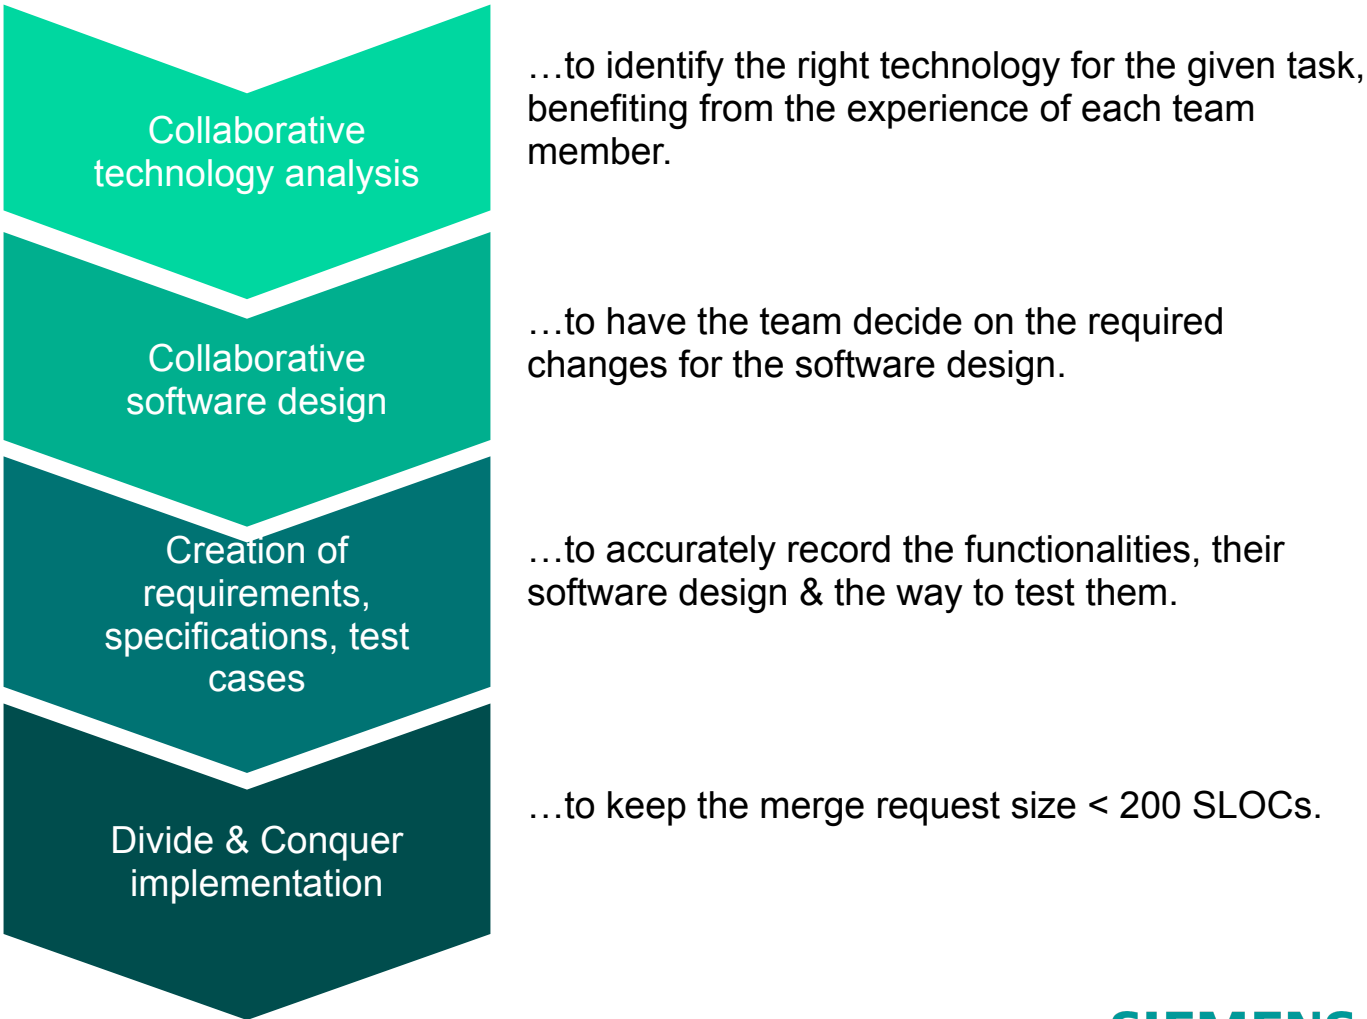 Collaborative
technology analysis
…to identify the right technology for the given task,
benefiting from the experience of each team
member.
Collaborative
software design
…to have the team decide on the required
changes for the software design.
Creation of
requirements,
specifications, test
cases
…to accurately record the functionalities, their
software design & the way to test them.
Divide & Conquer
implementation
…to keep the merge request size < 200 SLOCs.
SIEMENS